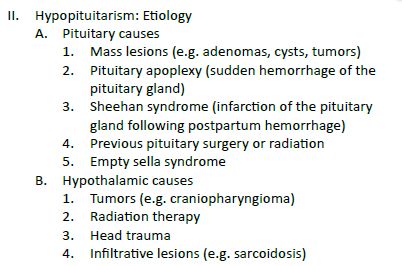 II. Hypopituitarism: Etiology
A. Pituitary causes
1. Mass lesions (e.g. adenomas, cysts, tumors)
2. Pituitary apoplexy (sudden hemorrhage of the
pituitary gland)
3. Sheehan syndrome (infarction of the pituitary
gland following postpartum hemorrhage)
4. Previous pituitary surgery or radiation
5. Empty sella syndrome
B. Hypothalamic causes
1. Tumors (e.g. craniopharyngioma)
2. Radiation therapy
3. Head trauma
4. Infiltrative lesions (e.g. sarcoidosis)